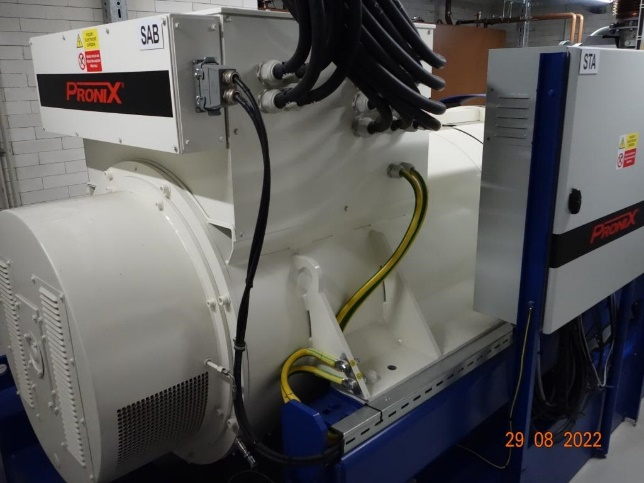 SAB
PRONIX
STA
PRONIX
29 08 2022